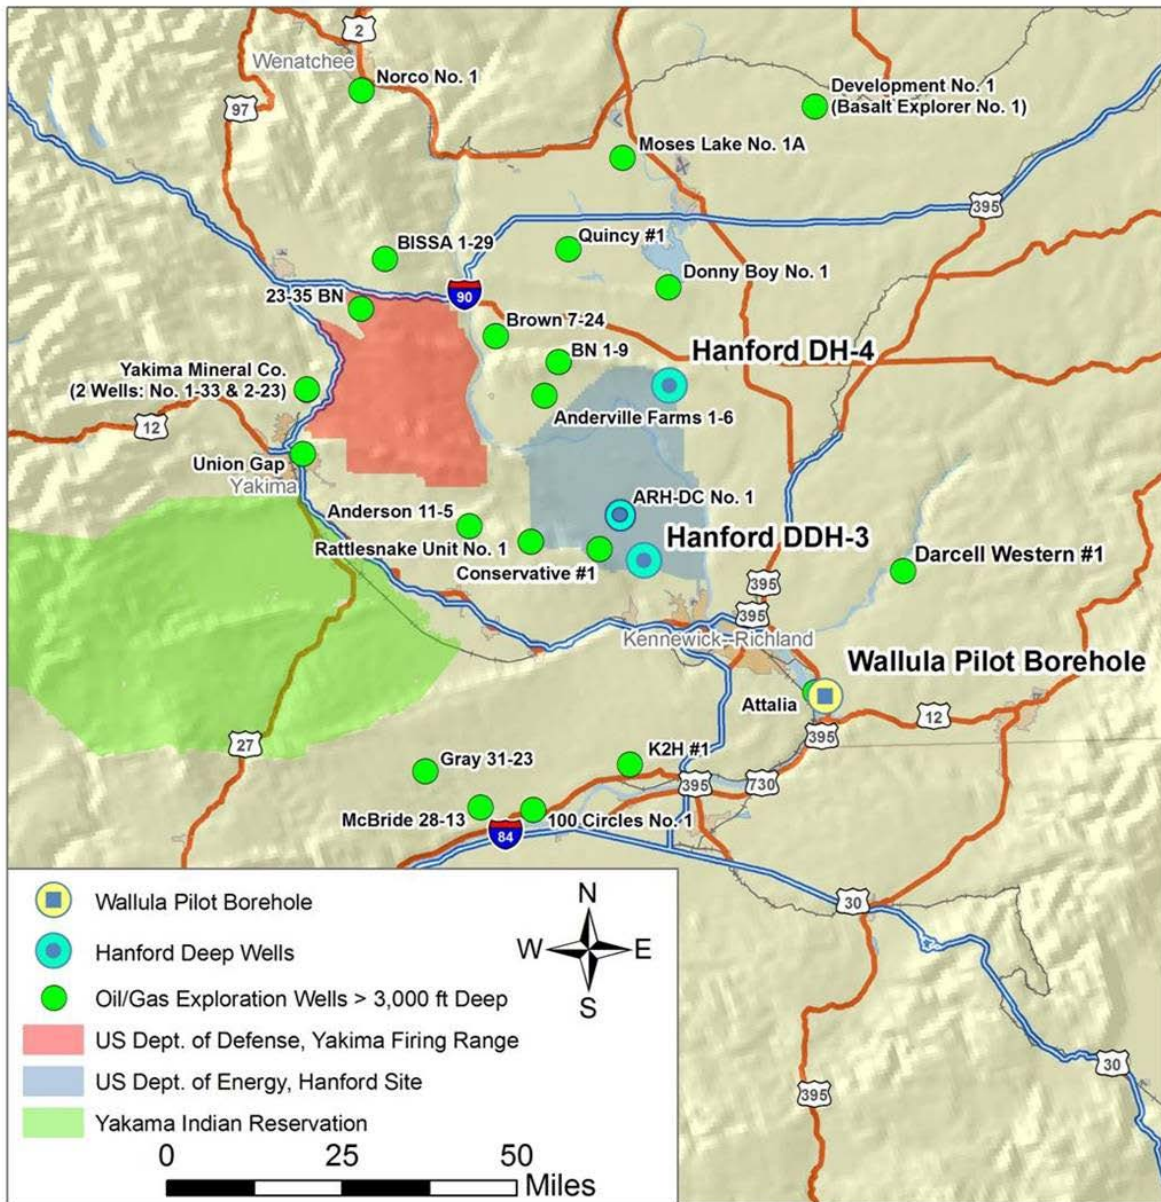 2
Wenatchee
Norco No. 1
97
Development No. 1
(Basalt Explorer No. 1)
Moses Lake No. 1A
395
BISSA 1-29
Quincy #1
Donny Boy No. 1
23-35 BN
90
Brown 7-24
BN 1-9
Hanford DH-4
Yakima Mineral Co.
(2 Wells: No. 1-33 & 2-23)
Anderville Farms 1-6
12
Union Gap
Yakima
Anderson 11-5
ARH-DC No. 1
Rattlesnake Unit No. 1
Hanford DDH-3
Conservative #1
Darcell Western #1
395
395
Kennewick-Richland
Wallula Pilot Borehole
Attalia
12
395
27
Gray 31-23
K2H #1
395
730
McBride 28-13
100 Circles No. 1
84
30
Wallula Pilot Borehole
N
Hanford Deep Wells
W
E
Oil/Gas Exploration Wells > 3,000 ft Deep
S
US Dept. of Defense, Yakima Firing Range
US Dept. of Energy, Hanford Site
30
395
Yakama Indian Reservation
0
25
50
Miles